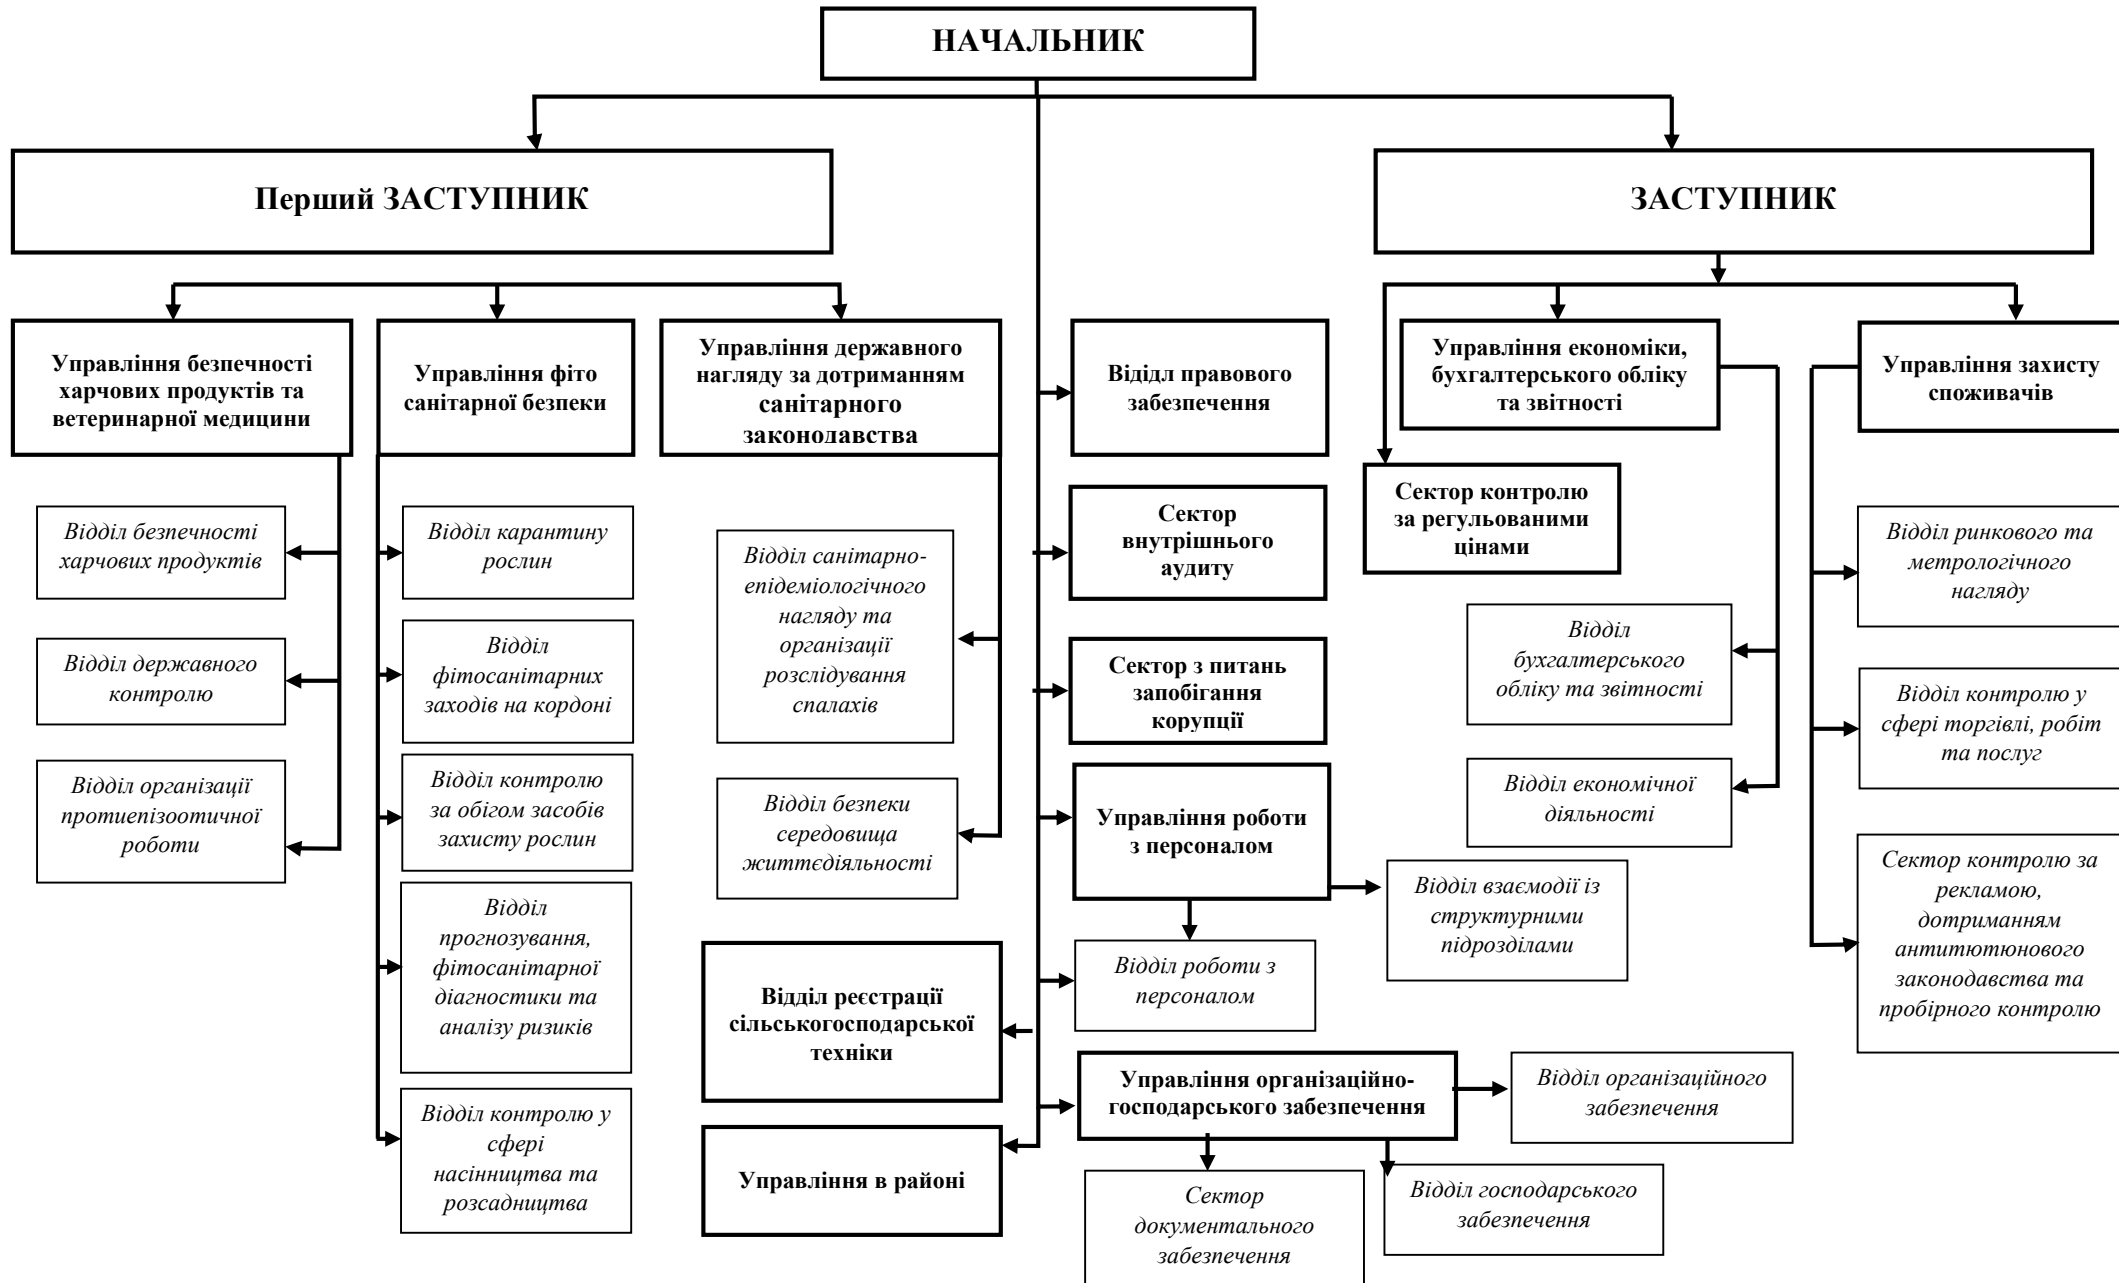 НАЧАЛЬНИК
Перший ЗАСТУПНИК
ЗАСТУПНИК
Управління безпечності
харчових продуктів та
ветеринарної медицини
Управління фіто
санітарної безпеки
Управління державного
нагляду за дотриманням
санітарного
законодавства
Віділ правового
забезпечення
Управління економіки,
бухгалтерського обліку
та звітності
Управління захисту
споживачів
Сектор контролю
за регульованими
цінами
Відділ безпечності
харчових продуктів
Відділ державного
контролю
Відділ організації
протиепізоотичної
роботи
Відділ карантину
рослин
Відділ
фітосанітарних
заходів на кордоні
Відділ контролю
за обігом засобів
захисту рослин
Відділ
прогнозування,
фітосанітарної
діагностики та
аналізу ризиків
Відділ контролю у
сфері
насінництва та
розсадництва
Відділ санітарно-
епідеміологічного
нагляду та
організації
розслідування
спалахів
Відділ безпеки
середовища
життєдіяльності
Відділ реєстрації
сільськогосподарської
техніки
Управління в районі
Сектор
внутрішнього
аудиту
Сектор з питань
запобігання
корупції
Управління роботи
з персоналом
Відділ взаємодії із
структурними
підрозділами
Відділ роботи з
персоналом
Управління організаційно-
господарського забезпечення
Відділ організаційного
забезпечення
Сектор
документального
забезпечення
Відділ господарського
забезпечення
Відділ
бухгалтерського
обліку та звітності
Відділ економічної
діяльності
Відділ ринкового та
метрологічного
нагляду
Відділ контролю у
сфері торгівлі, робіт
та послуг
Сектор контролю за
рекламою,
дотриманням
антитютюнового
законодавства та
пробірного контролю